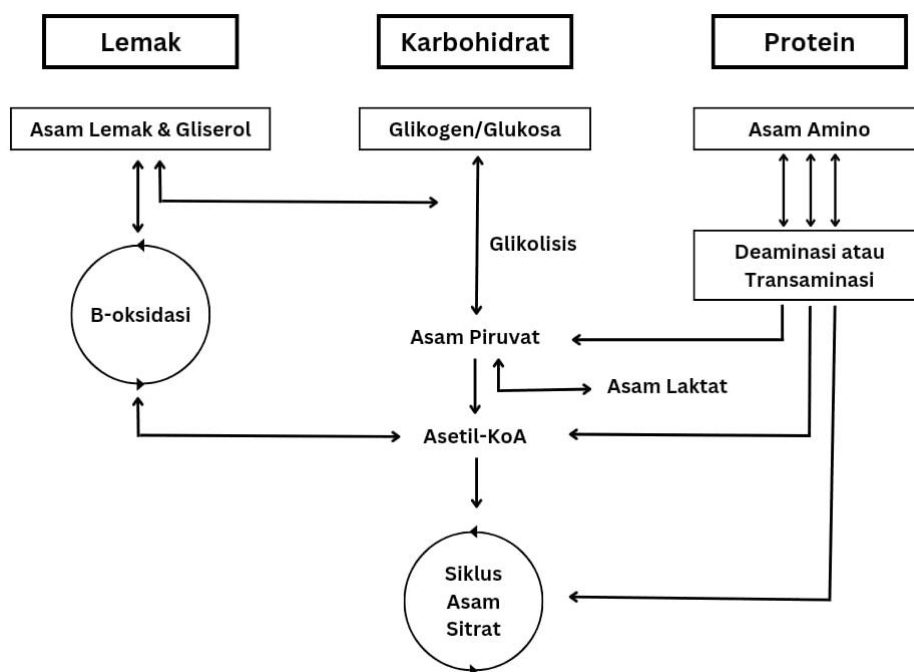 Lemak
Karbohidrat
Protein
Asam Lemak & Gliserol
Glikogen/Glukosa
Asam Amino
Glikolisis
Deaminasi atau
Transaminasi
B-oksidasi
Asam Piruvat
Asam Laktat
Asetil-KoA
Siklus
Asam
Sitrat